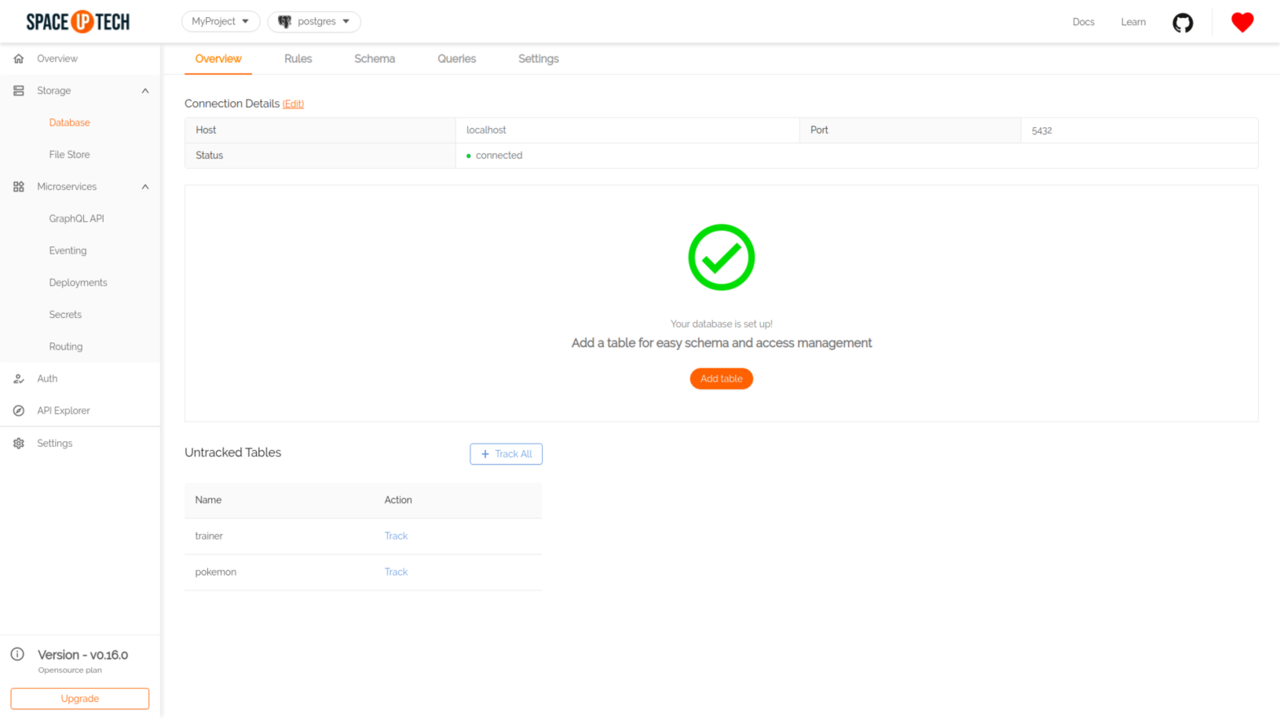 SPACE UP TECH
MyProject
postgres
Docs
Learn
Overview
Storage
Database
File Store
Microservices
GraphQL API
Eventing
Deployments
Secrets
Routing
Auth
API Explorer
Settings
Version - v0.16.0
Opensource plan
Upgrade
Overview Rules Schema Queries Settings
Connection Details (Edit)
Host localhost Port 5432
Status connected
Your database is set up!
Add a table for easy schema and access management
Add table
Untracked Tables
+ Track All
Name Action
trainer Track
pokemon Track